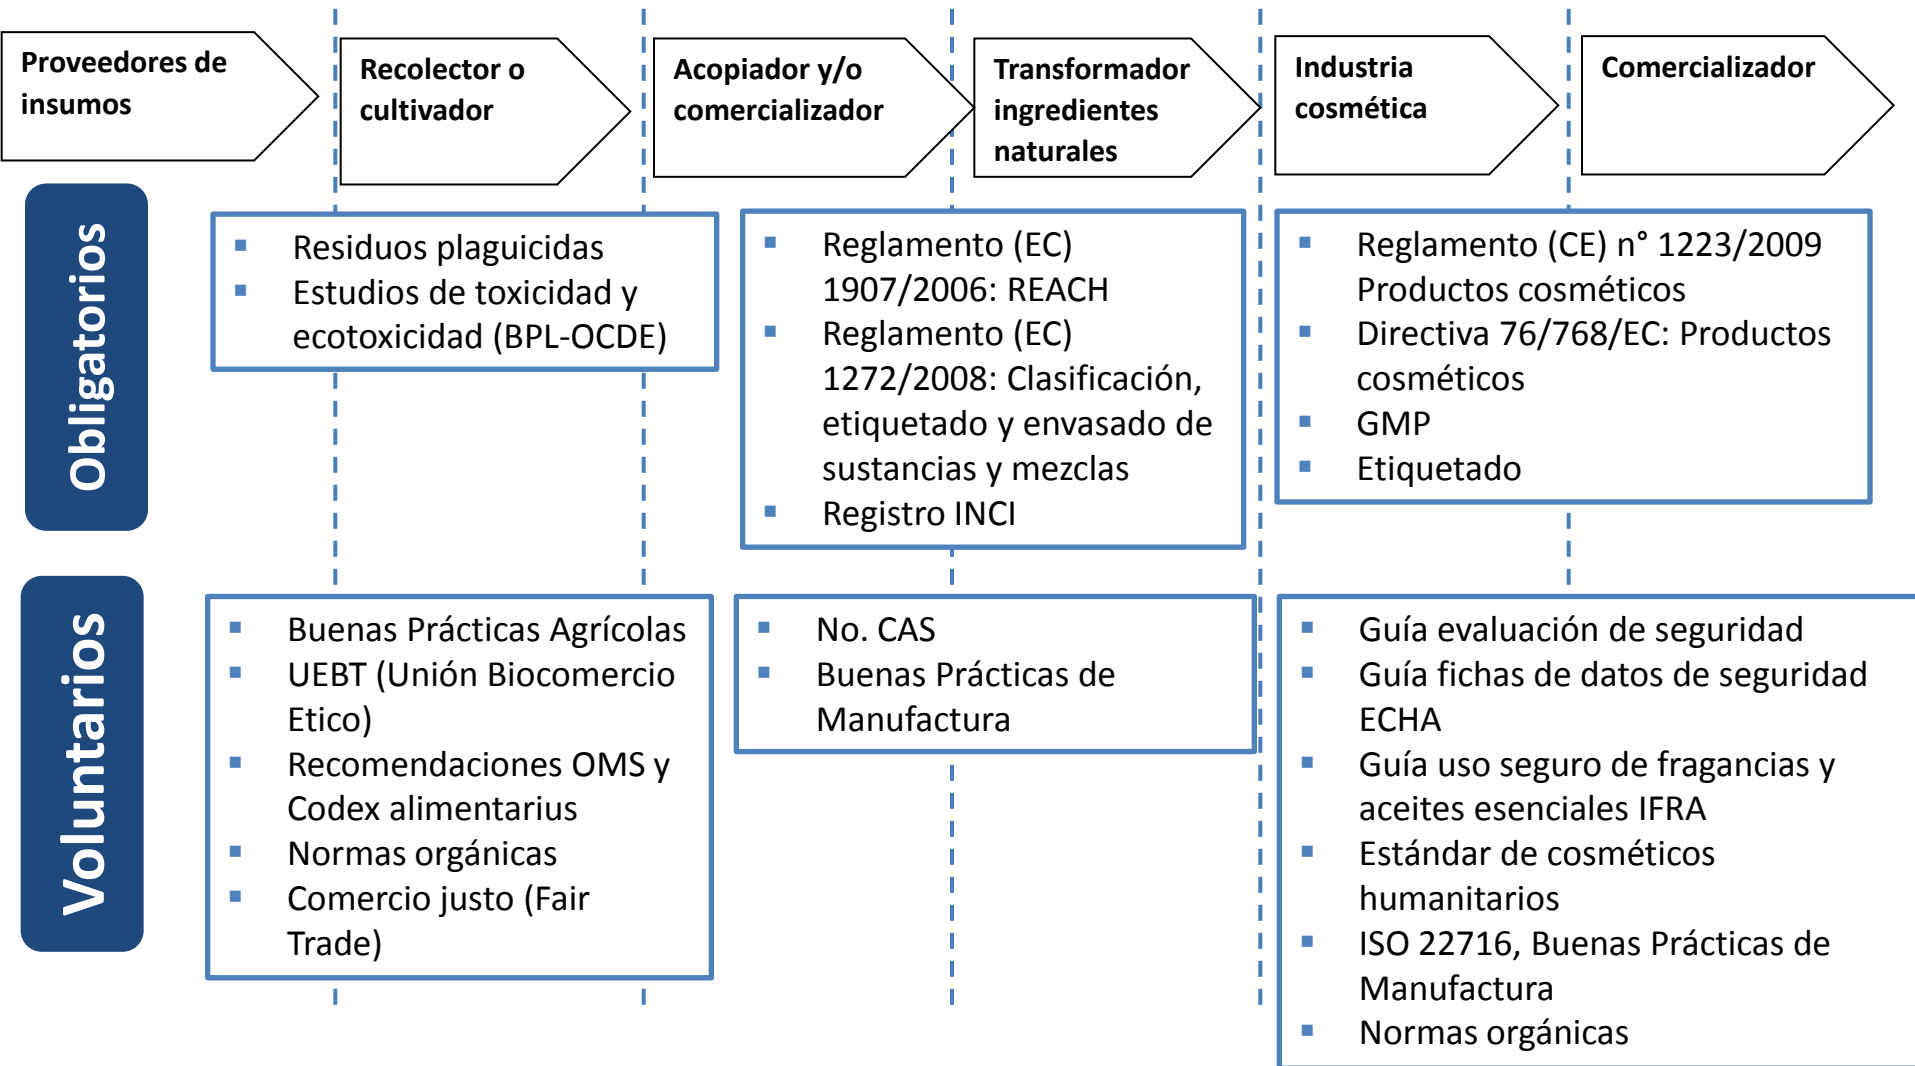 Proveedores de
insumos
Recolector o
cultivador
Acopiador y/o
comercializador
Transformador
ingredientes
naturales
Industria
cosmética
Comercializador
Obligatorios
Residuos plaguicidas
Estudios de toxicidad y
ecotoxicidad (BPL-OCDE)
Reglamento (EC)
1907/2006: REACH
Reglamento (EC)
1272/2008: Clasificación,
etiquetado y envasado de
sustancias y mezclas
Registro INCI
Reglamento (CE) n° 1223/2009
Productos cosméticos
Directiva 76/768/EC: Productos
cosméticos
GMP
Etiquetado
Voluntarios
Buenas Prácticas Agrícolas
UEBT (Unión Biocomercio
Etico)
Recomendaciones OMS y
Codex alimentarius
Normas orgánicas
Comercio justo (Fair
Trade)
No. CAS
Buenas Prácticas de
Manufactura
Guía evaluación de seguridad
Guía fichas de datos de seguridad
ECHA
Guía uso seguro de fragancias y
aceites esenciales IFRA
Estándar de cosméticos
humanitarios
ISO 22716, Buenas Prácticas de
Manufactura
Normas orgánicas